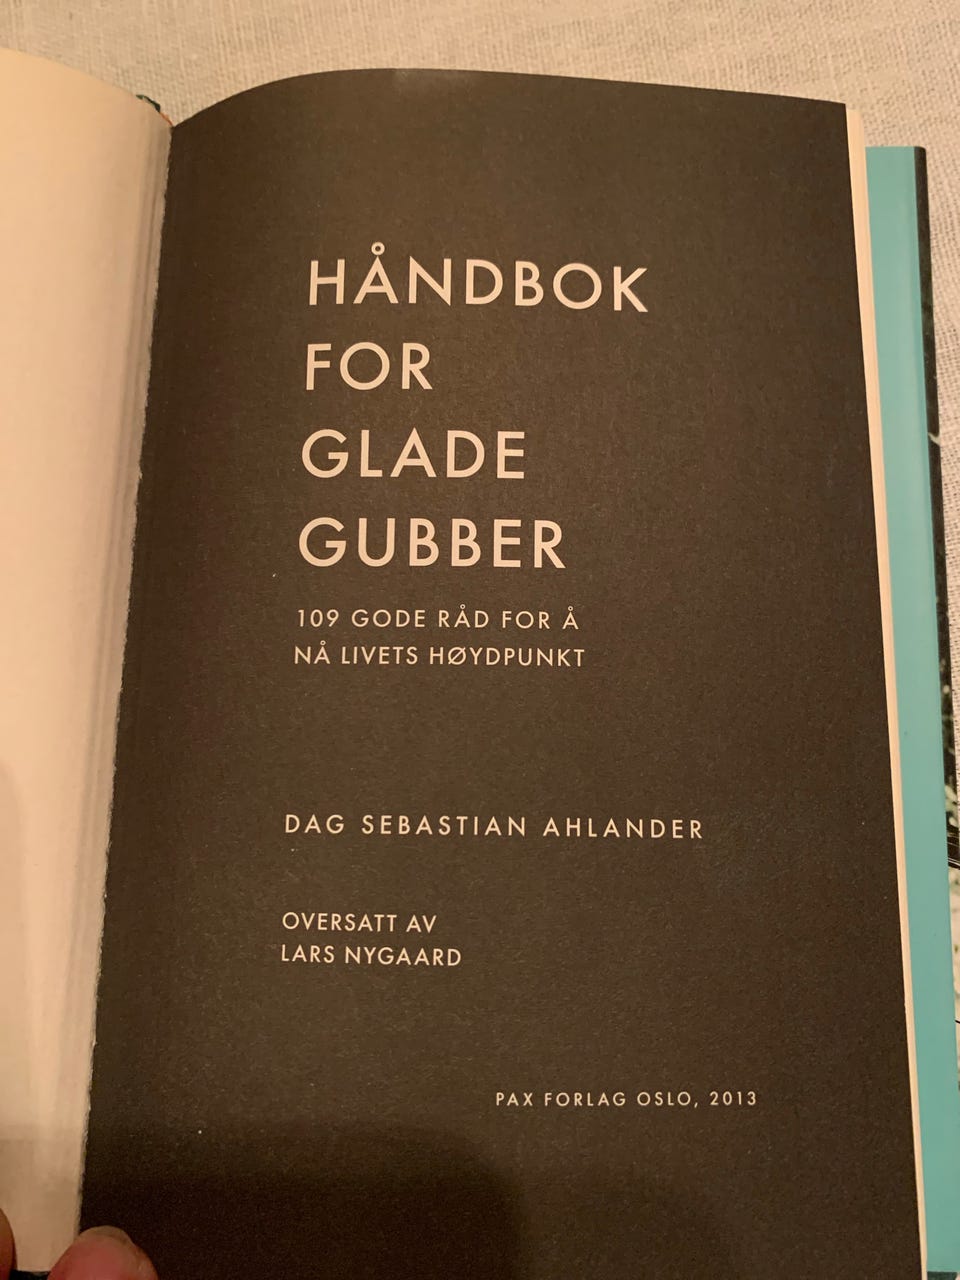 HÅNDBOK
FOR
GLADE
GUBBER
109 GODE RÅD FOR Å
NÅ LIVETS HØYDPUNKT
DAG SEBASTIAN AHLANDER
OVERSATT AV
LARS NYGAARD
PAX FORLAG OSLO, 2013